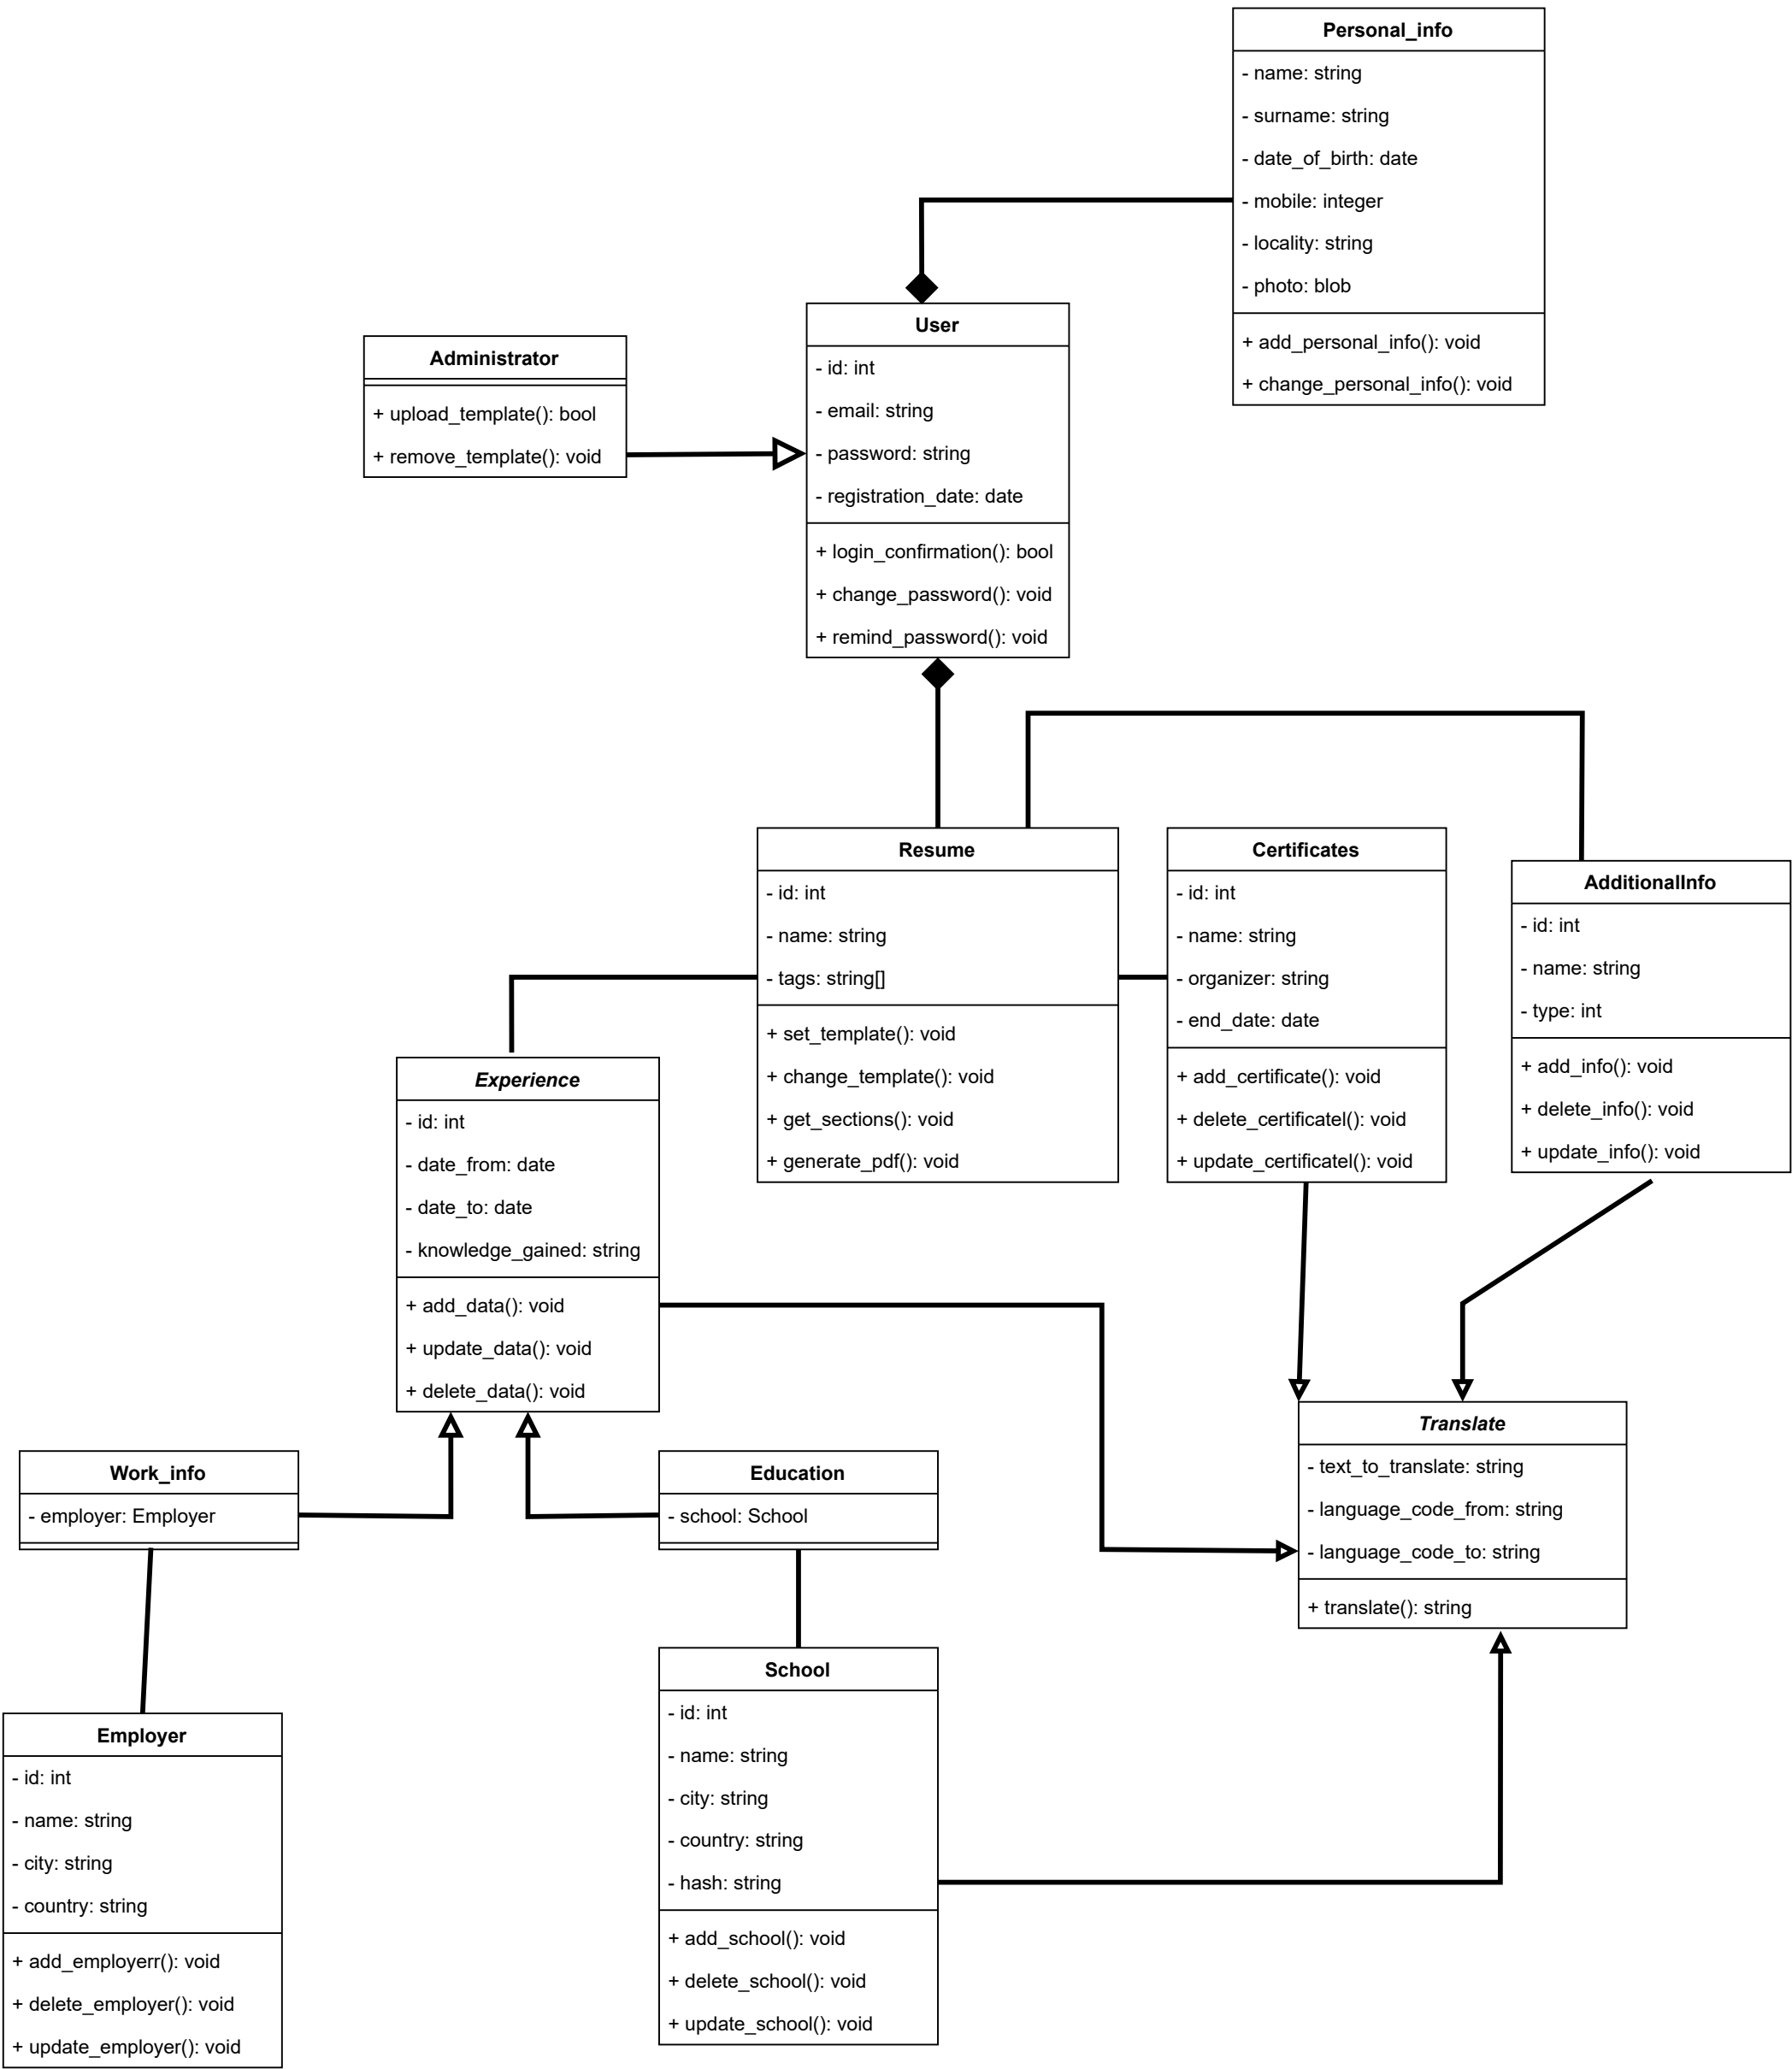 Personal_info
- name: string
- surname: string
- date_of_birth: date
- mobile: integer
- locality: string
- photo: blob
+ add_personal_info(): void
+ change_personal_info(): void
User
- id: int
- email: string
- password: string
- registration_date: date
+ login_confirmation(): bool
+ change_password(): void
+ remind_password(): void
Administrator
+ upload_template(): bool
+ remove_template(): void
Resume
- id: int
- name: string
- tags: string[]
+ set_template(): void
+ change_template(): void
+ get_sections(): void
+ generate_pdf(): void
Certificates
- id: int
- name: string
- organizer: string
- end_date: date
+ add_certificate(): void
+ delete_certificatel(): void
+ update_certificatel(): void
AdditionalInfo
- id: int
- name: string
- type: int
+ add_info(): void
+ delete_info(): void
+ update_info(): void
Experience
- id: int
- date_from: date
- date_to: date
- knowledge_gained: string
+ add_data(): void
+ update_data(): void
+ delete_data(): void
Translate
- text_to_translate: string
- language_code_from: string
- language_code_to: string
+ translate(): string
Work_info
- employer: Employer
Education
- school: School
School
- id: int
- name: string
- city: string
- country: string
- hash: string
+ add_school(): void
+ delete_school(): void
+ update_school(): void
Employer
- id: int
- name: string
- city: string
- country: string
+ add_employerr(): void
+ delete_employer(): void
+ update_employer(): void